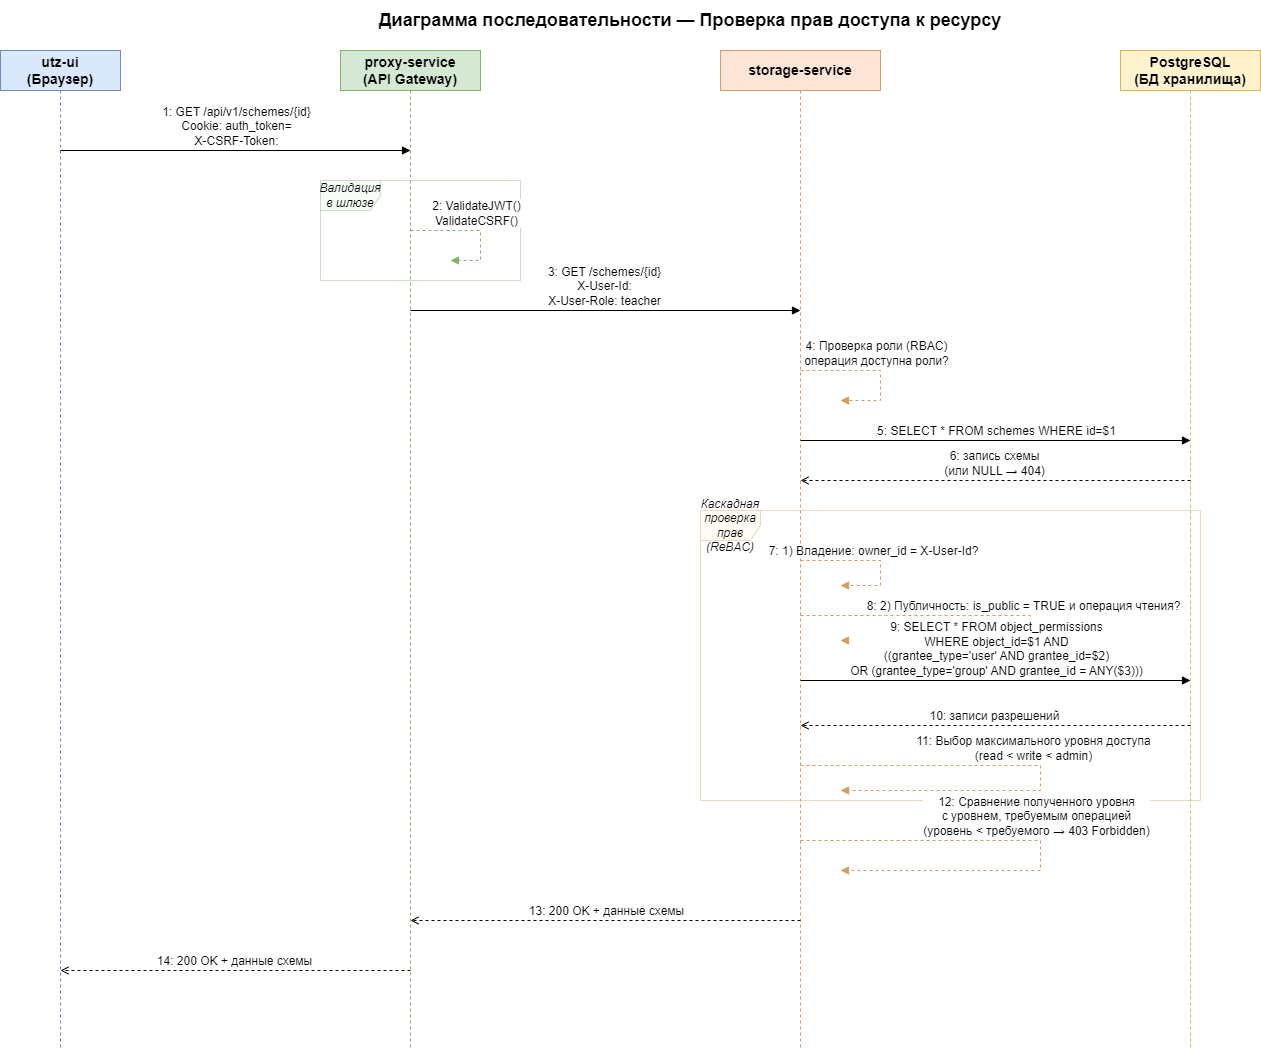 Диаграмма последовательности — Проверка прав доступа к ресурсу
utz-ui
(Браузер)
proxy-service
(API Gateway)
storage-service
PostgreSQL
(БД хранилища)
1: GET /api/v1/schemes/{id}
Cookie: auth_token=
X-CSRF-Token:
Валидация
в шлюзе
2: ValidateJWT()
ValidateCSRF()
3: GET /schemes/{id}
X-User-Id:
X-User-Role: teacher
4: Проверка роли (RBAC)
операция доступна роли?
5: SELECT * FROM schemes WHERE id=$1
6: запись схемы
(или NULL → 404)
Каскадная
проверка
прав
(ReBAC)
7: 1) Владение: owner_id = X-User-Id?
8: 2) Публичность: is_public = TRUE и операция чтения?
9: SELECT * FROM object_permissions
WHERE object_id=$1 AND
((grantee_type='user' AND grantee_id=$2)
OR (grantee_type='group' AND grantee_id = ANY($3)))
10: записи разрешений
11: Выбор максимального уровня доступа
(read < write < admin)
12: Сравнение полученного уровня
с уровнем, требуемым операцией
(уровень < требуемого → 403 Forbidden)
13: 200 OK + данные схемы
14: 200 OK + данные схемы